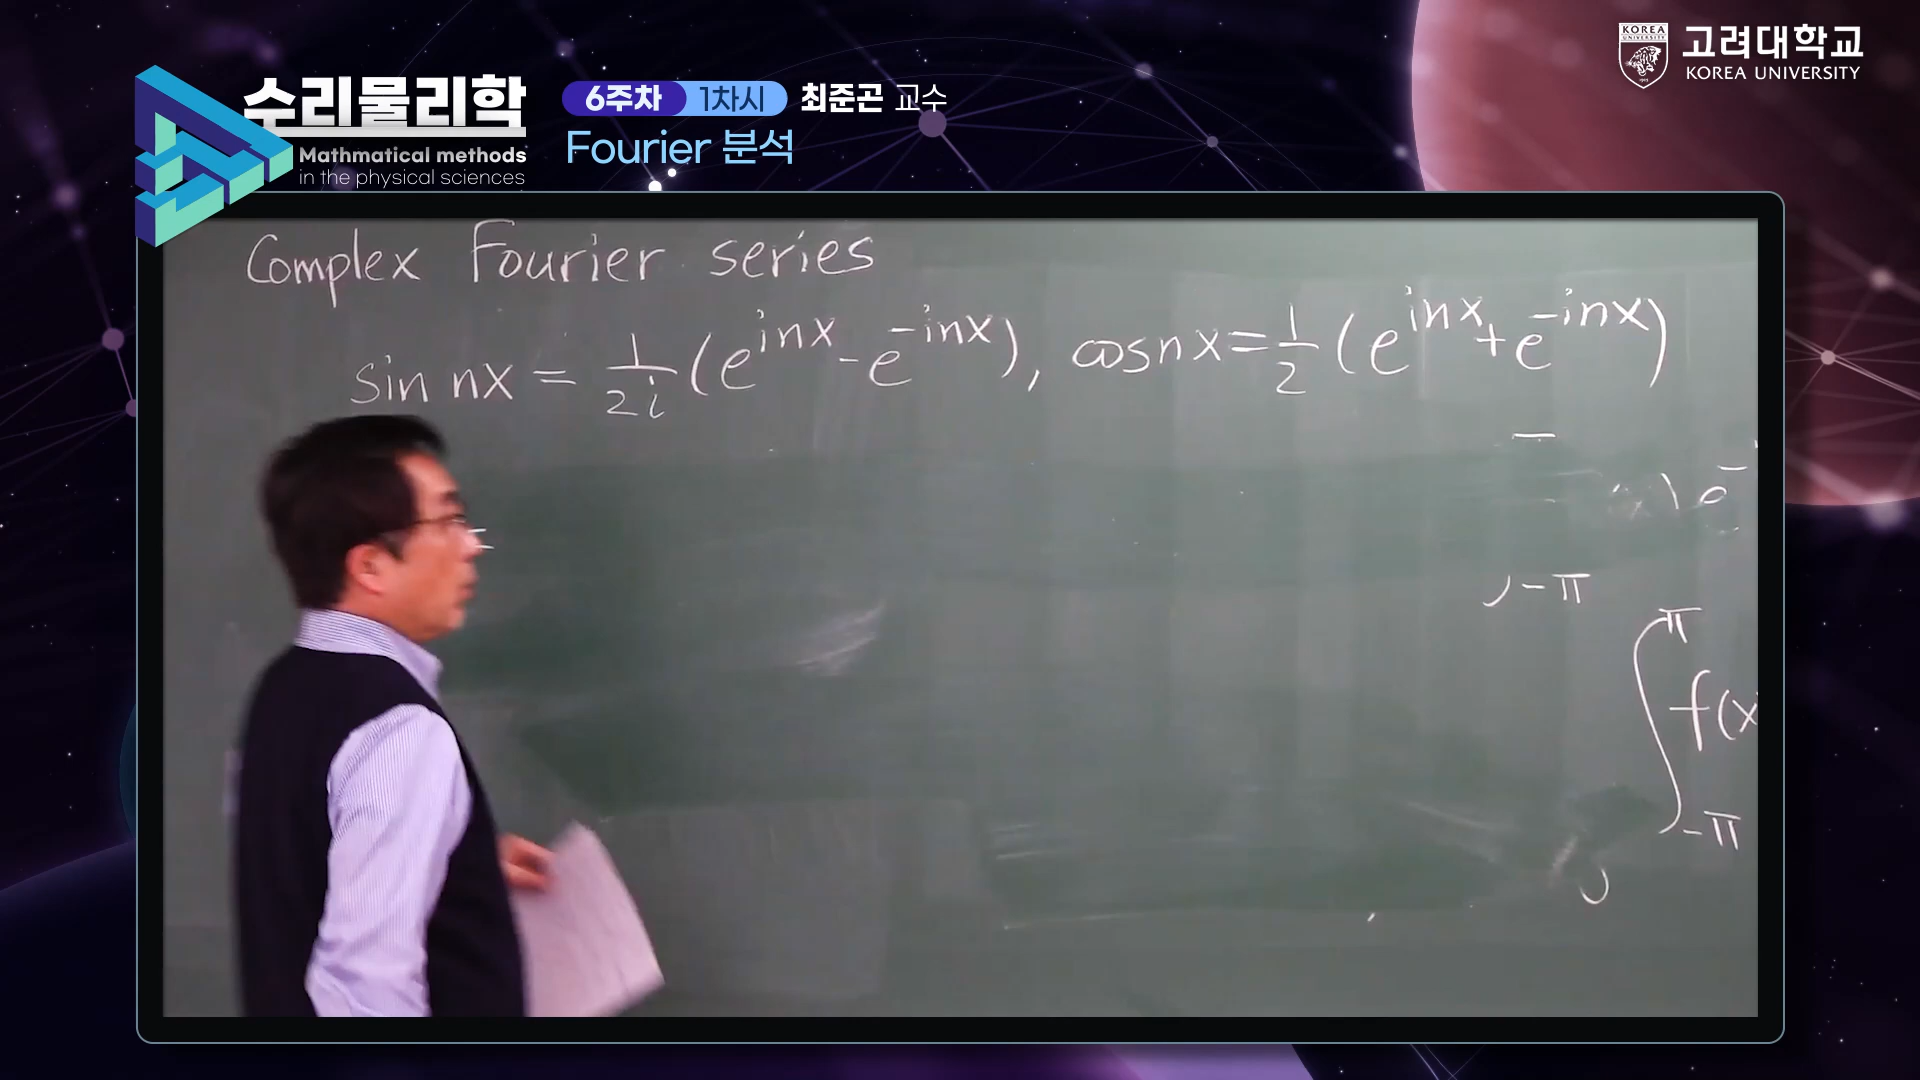 수리물리학
Mathmatical methods
in the physical sciences
6주차 1차시 최준곤 교수
Fourier 분석
KOREA
UNIVERSITY
고려대학교
KOREA UNIVERSITY
Complex Fourier series
sin nx = 1/2i (e^inx - e^-inx), cosnx = 1/2 (e^inx + e^-inx)
-π
π
f(x
-π